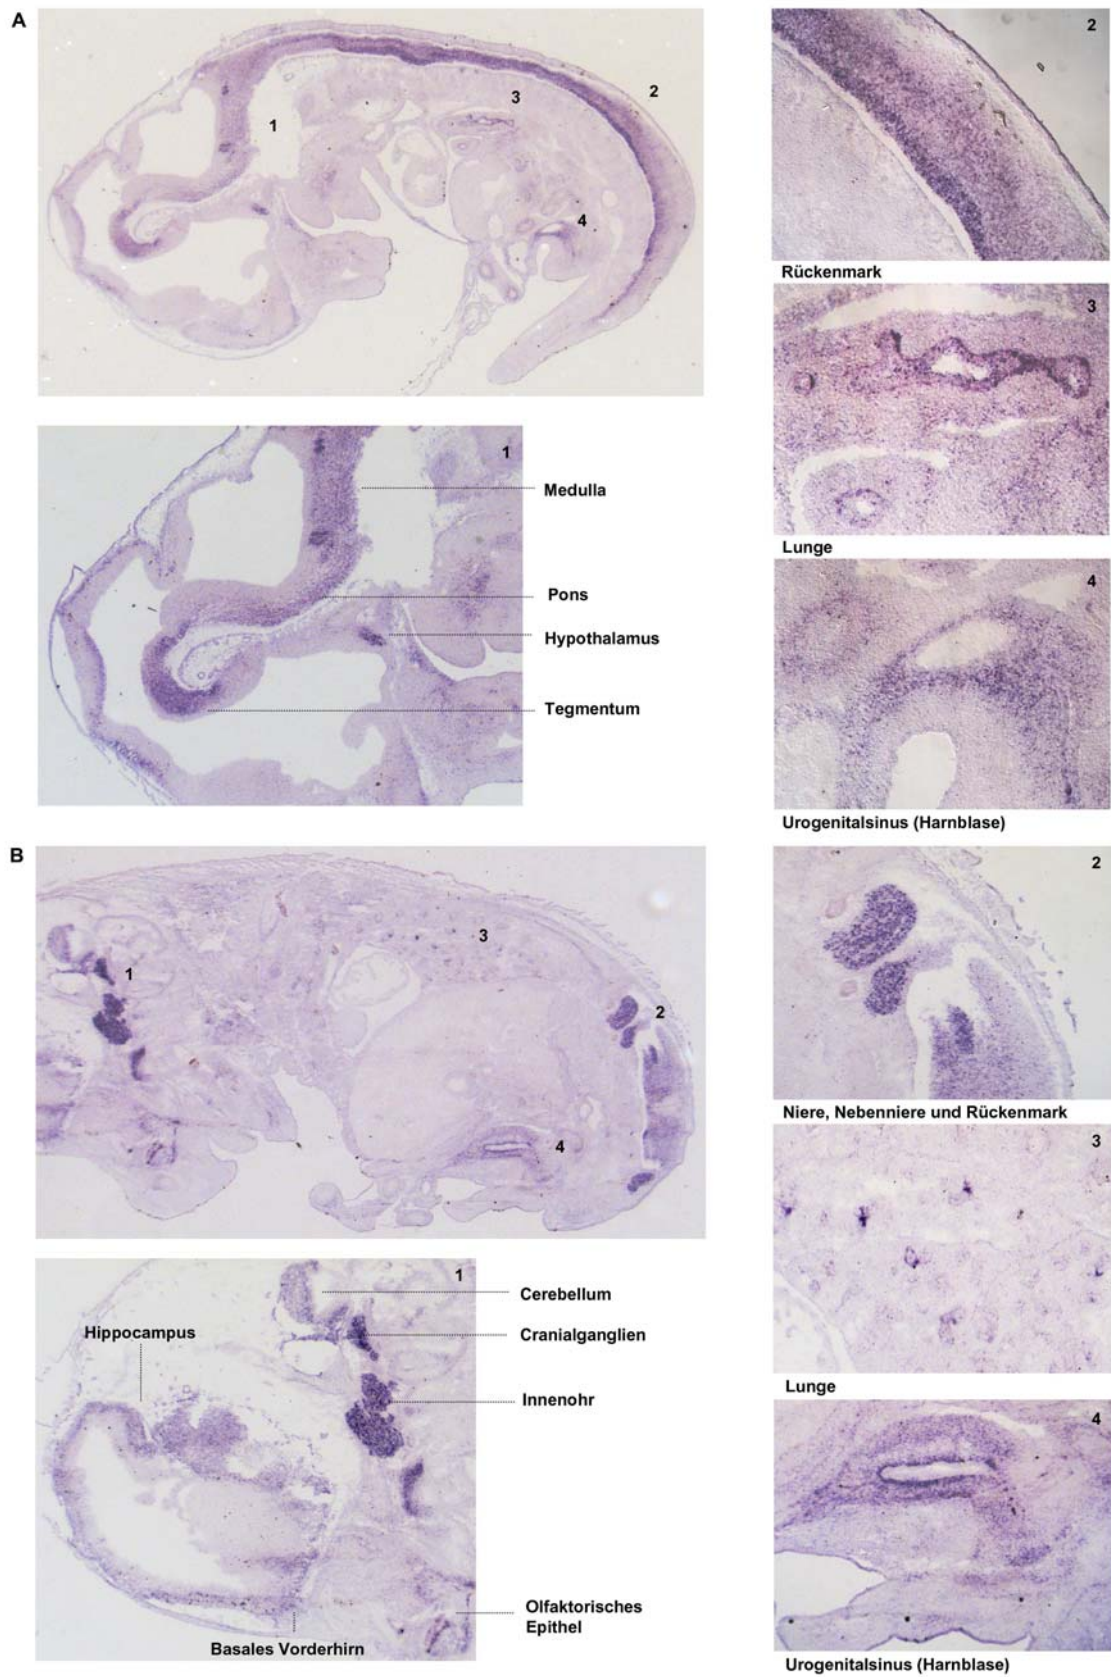 A
1
2
3
4
2
Rückenmark
3
Lunge
4
Urogenitalsinus (Harnblase)
1
Medulla
Pons
Hypothalamus
Tegmentum
B
1
2
3
4
2
Niere, Nebenniere und Rückenmark
3
Lunge
4
Urogenitalsinus (Harnblase)
1
Cerebellum
Hippocampus
Cranialganglien
Innenohr
Olfaktorisches
Epithel
Basales Vorderhirn